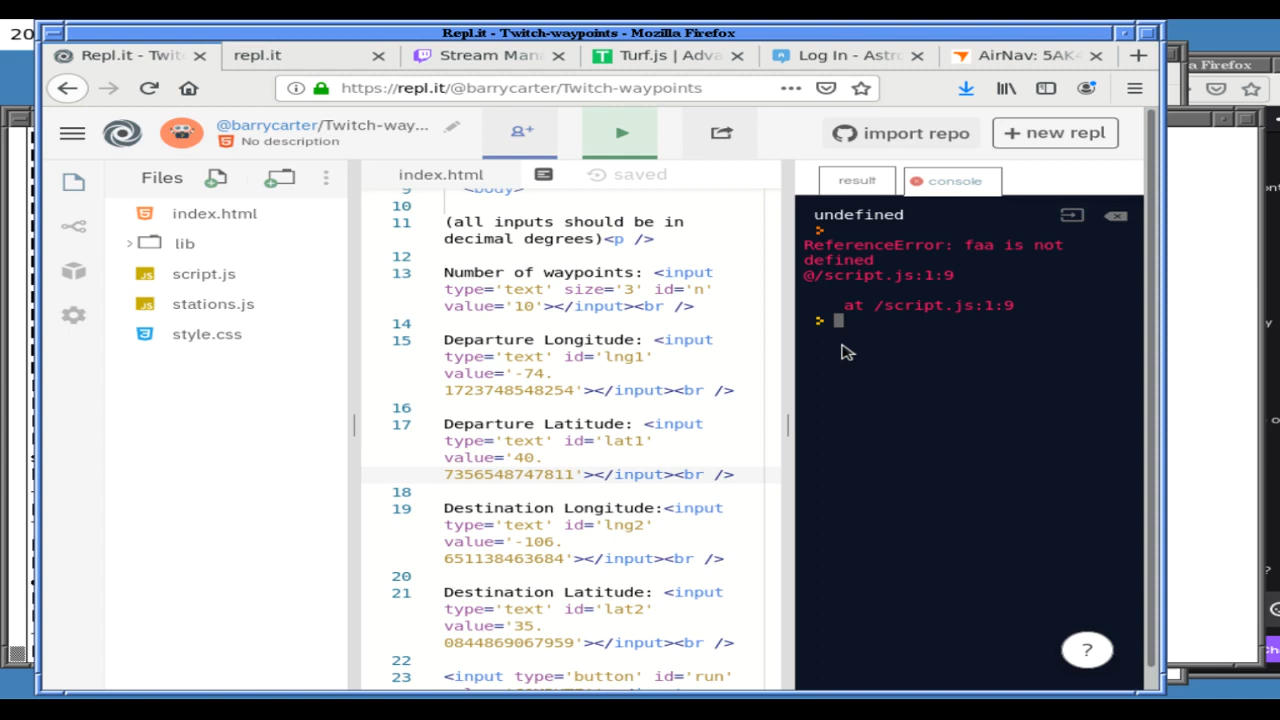 20
Repl.it - Twitch-waypoints - Mozilla Firefox
Repl.it - Twitc
repl.it
Stream Man
Turf.js | Adva
Log In - Astro
AirNav: 5AK
a Firefox
https://repl.it/@barrycarter/Twitch-waypoints
@barrycarter/Twitch-way...
No description
import repo
+ new repl
Files
index.html
saved
result
console
index.html
lib
script.js
stations.js
style.css
9 <body>
10
11 (all inputs should be in
decimal degrees)<p />
12
13 Number of waypoints: <input
type='text' size='3' id='n'
value='10'></input><br />
14
15 Departure Longitude: <input
type='text' id='lng1'
value='-74.
1723748548254'></input><br />
16
17 Departure Latitude: <input
type='text' id='lat1'
value='40.
7356548747811'></input><br />
18
19 Destination Longitude:<input
type='text' id='lng2'
value='-106.
651138463684'></input><br />
20
21 Destination Latitude: <input
type='text' id='lat2'
value='35.
0844869067959'></input><br />
22
23 <input type='button' id='run'
undefined
>
ReferenceError: faa is not
defined
@/script.js:1:9
at /script.js:1:9
>
?